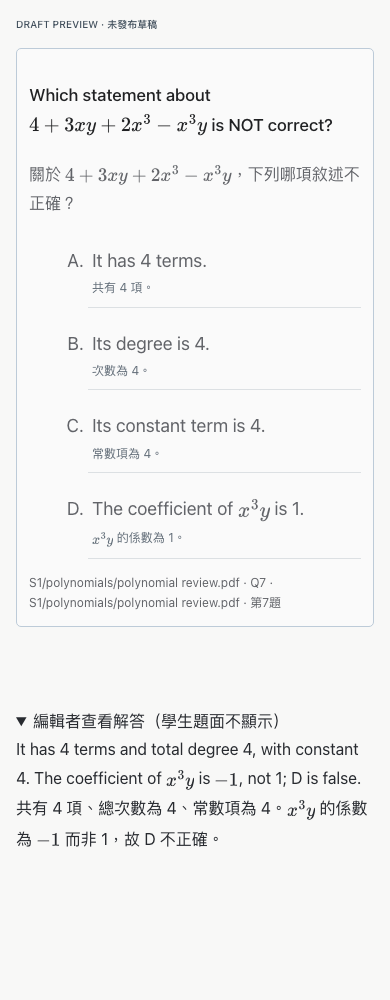 DRAFT PREVIEW · 未發布草稿
Which statement about
4 + 3xy + 2x³ − x³y is NOT correct?
關於 4 + 3xy + 2x³ − x³y，下列哪項敘述不
正確？
A. It has 4 terms.
共有 4 項。
B. Its degree is 4.
次數為 4。
C. Its constant term is 4.
常數項為 4。
D. The coefficient of x³y is 1.
x³y 的係數為 1。
S1/polynomials/polynomial review.pdf · Q7 ·
S1/polynomials/polynomial review.pdf · 第7題
▼ 編輯者查看解答（學生題面不顯示）
It has 4 terms and total degree 4, with constant
4. The coefficient of x³y is −1, not 1; D is false.
共有 4 項、總次數為 4、常數項為 4。x³y 的係數
為 −1 而非 1，故 D 不正確。